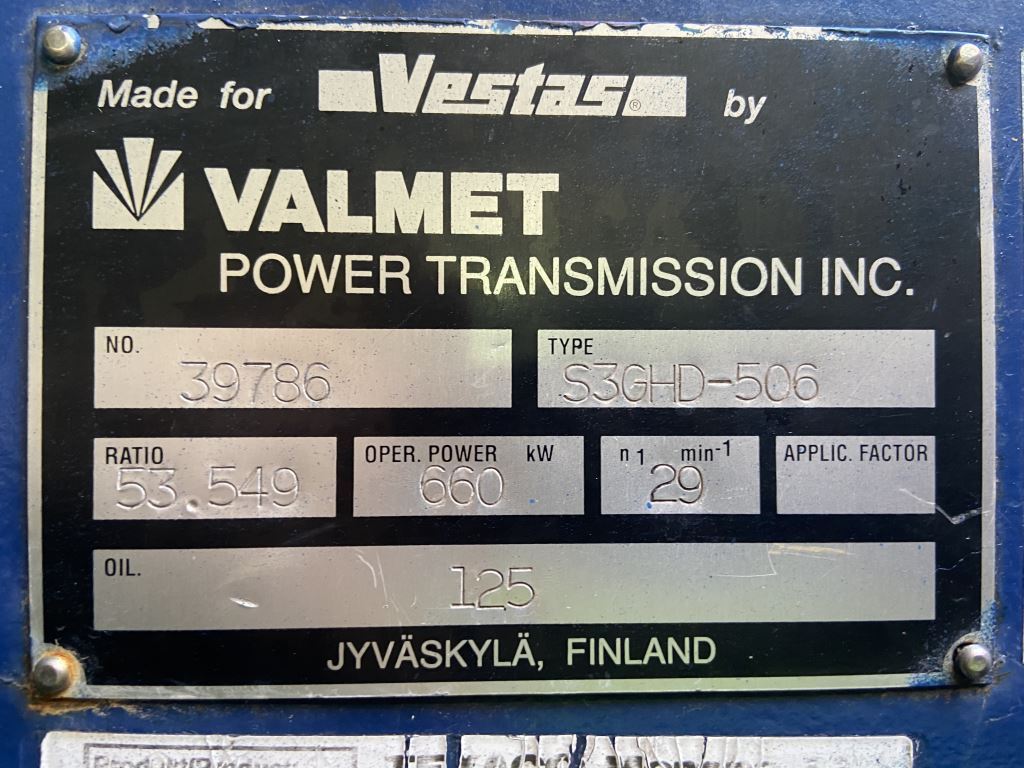 Made for Vestas® by
VALMET
POWER TRANSMISSION INC.
NO. 39786 TYPE S3GHD-506
RATIO 53.549 OPER. POWER kW 660 n1 min-1 29 APPLIC. FACTOR
OIL. 125
JYVÄSKYLÄ, FINLAND